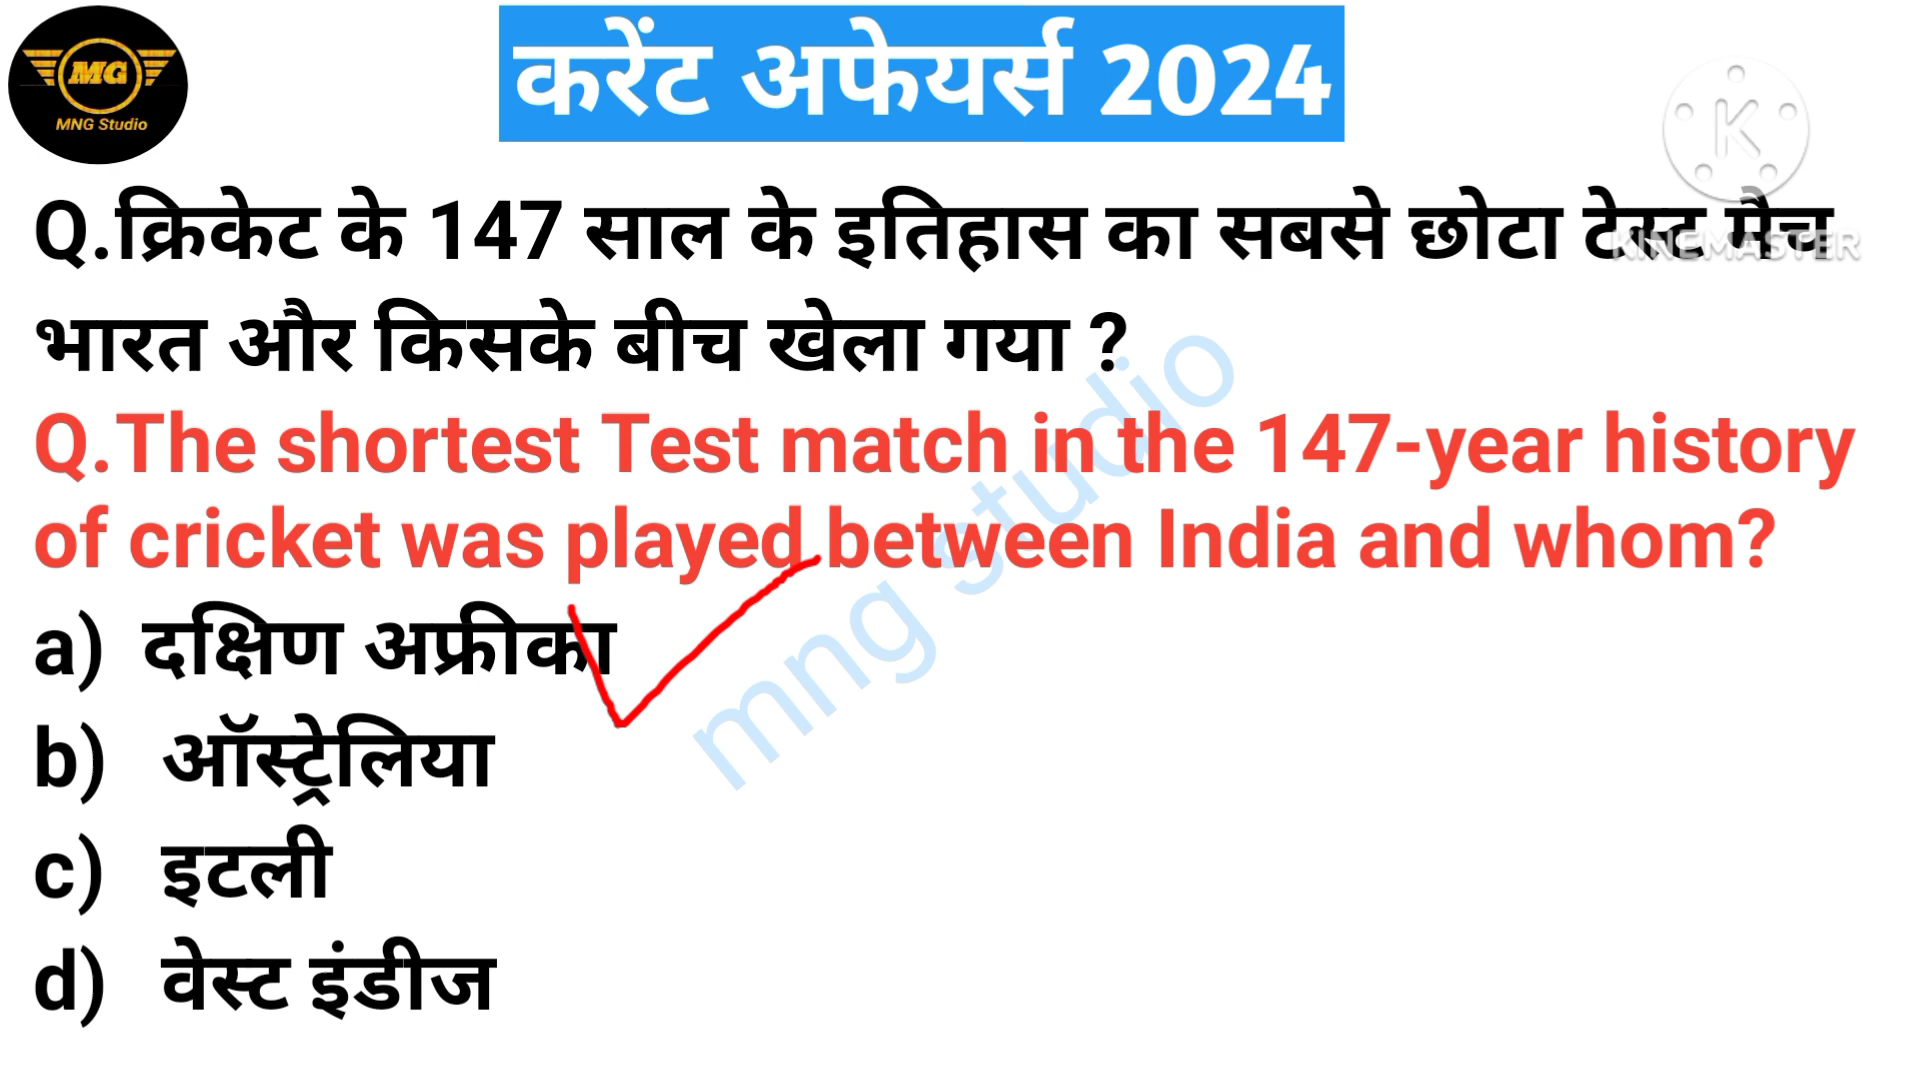 MG
MNG Studio
करेंट अफेयर्स 2024
K
KINEMASTER
Q.क्रिकेट के 147 साल के इतिहास का सबसे छोटा टेस्ट मैच
भारत और किसके बीच खेला गया ?
Q.The shortest Test match in the 147-year history
of cricket was played between India and whom?
a) दक्षिण अफ्रीका
b) ऑस्ट्रेलिया
c) इटली
d) वेस्ट इंडीज
mng studio